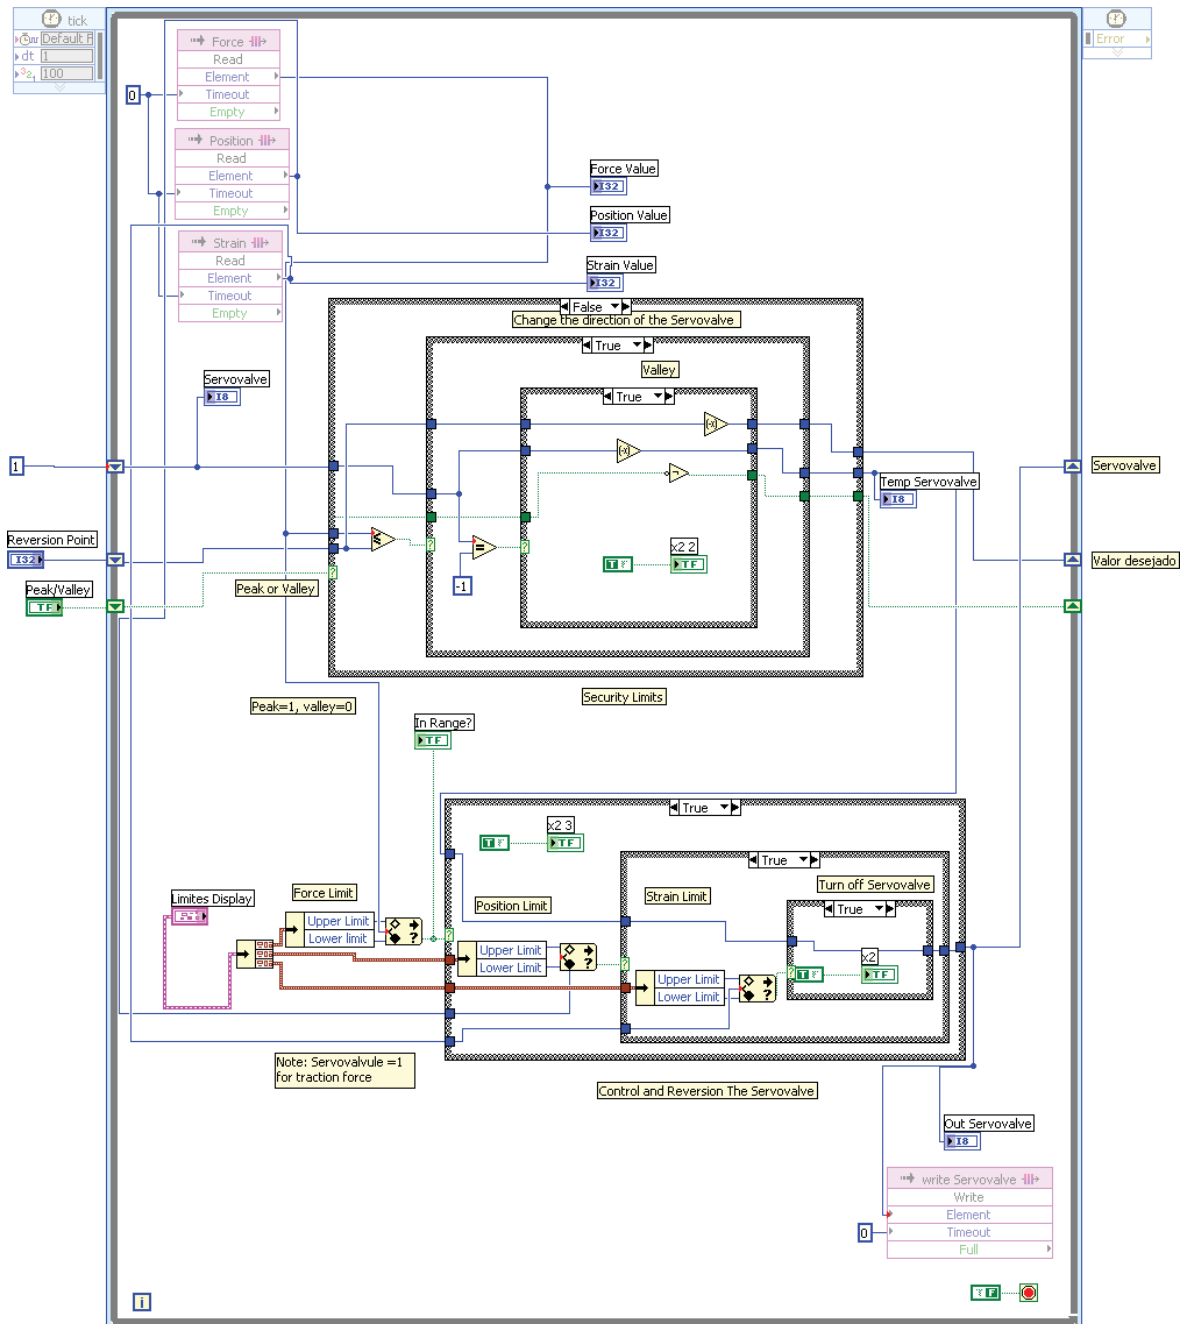 tick
Default F
dt 1
100
Error
Force
Read
Element
Timeout
Empty
0
Position
Read
Element
Timeout
Empty
Strain
Read
Element
Timeout
Empty
Force Value
I32
Position Value
I32
Strain Value
I32
False
Change the direction of the Servovalve
True
Valley
True
Servovalve
I8
1
Servovalve
Temp Servovalve
I8
Reversion Point
I32
-1
x2 2
T
TF
Valor desejado
Peak/Valley
TF
Peak or Valley
Security Limits
Peak=1, valley=0
In Range?
TF
True
x2 3
T
TF
True
Limites Display
Force Limit
Upper Limit
Lower limit
Position Limit
Upper Limit
Lower Limit
Strain Limit
Upper Limit
Lower Limit
Turn off Servovalve
True
x2
T
TF
Note: Servovalvule =1
for traction force
Control and Reversion The Servovalve
Out Servovalve
I8
write Servovalve
Write
Element
0
Timeout
Full
i
F